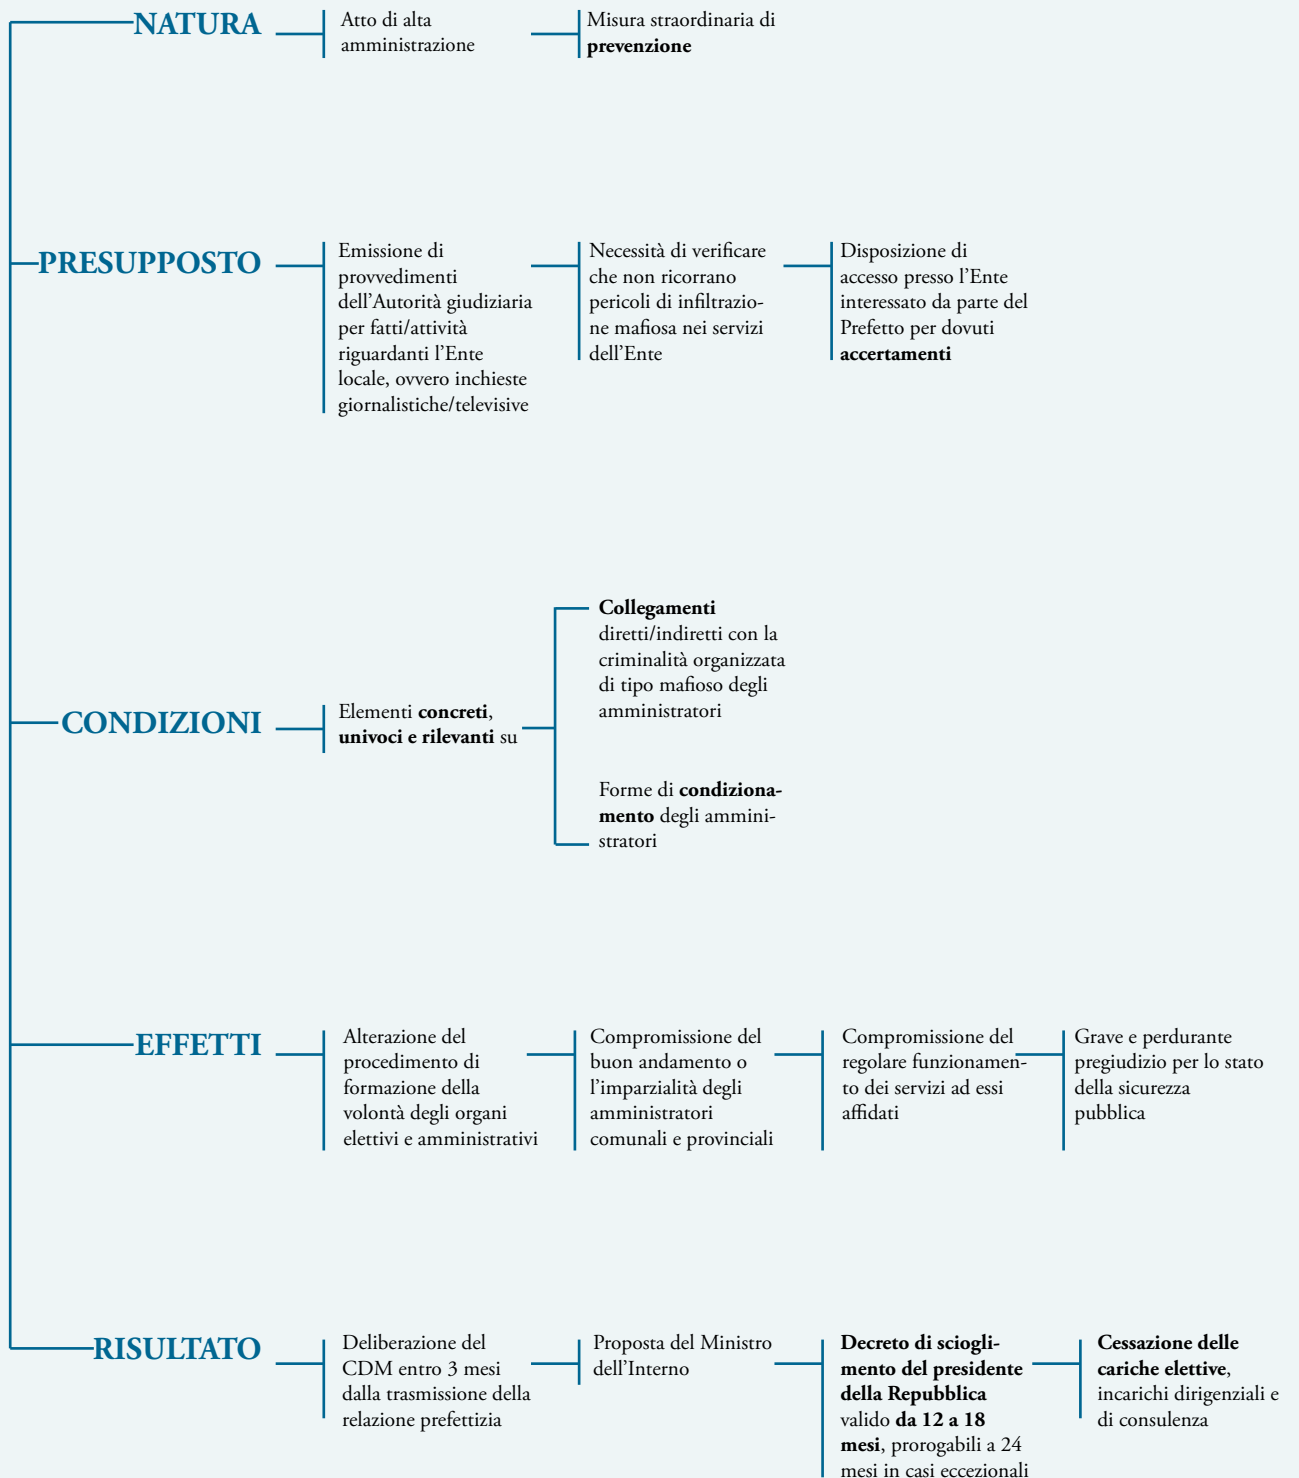 NATURA
Atto di alta
amministrazione
Misura straordinaria di
prevenzione
PRESUPPOSTO
Emissione di
provvedimenti
dell'Autorità giudiziaria
per fatti/attività
riguardanti l'Ente
locale, ovvero inchieste
giornalistiche/televisive
Necessità di verificare
che non ricorrano
pericoli di infiltrazio-
ne mafiosa nei servizi
dell'Ente
Disposizione di
accesso presso l'Ente
interessato da parte del
Prefetto per dovuti
accertamenti
CONDIZIONI
Elementi concreti,
univoci e rilevanti su
Collegamenti
diretti/indiretti con la
criminalità organizzata
di tipo mafioso degli
amministratori
Forme di condiziona-
mento degli ammini-
stratori
EFFETTI
Alterazione del
procedimento di
formazione della
volontà degli organi
elettivi e amministrativi
Compromissione del
buon andamento o
l'imparzialità degli
amministratori
comunali e provinciali
Compromissione del
regolare funzionamen-
to dei servizi ad essi
affidati
Grave e perdurante
pregiudizio per lo stato
della sicurezza
pubblica
RISULTATO
Deliberazione del
CDM entro 3 mesi
dalla trasmissione della
relazione prefettizia
Proposta del Ministro
dell'Interno
Decreto di sciogli-
mento del presidente
della Repubblica
valido da 12 a 18
mesi, prorogabili a 24
mesi in casi eccezionali
Cessazione delle
cariche elettive,
incarichi dirigenziali e
di consulenza